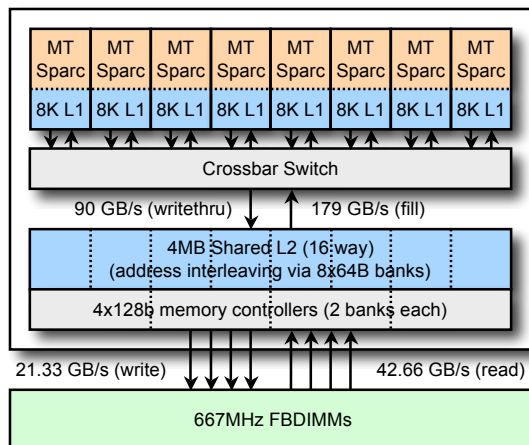 MT MT MT MT MT MT MT MT
Sparc Sparc Sparc Sparc Sparc Sparc Sparc Sparc
8K L1 8K L1 8K L1 8K L1 8K L1 8K L1 8K L1 8K L1
Crossbar Switch
90 GB/s (writethru) 179 GB/s (fill)
4MB Shared L2 (16 way)
(address interleaving via 8x64B banks)
4x128b memory controllers (2 banks each)
21.33 GB/s (write) 42.66 GB/s (read)
667MHz FBDIMMs